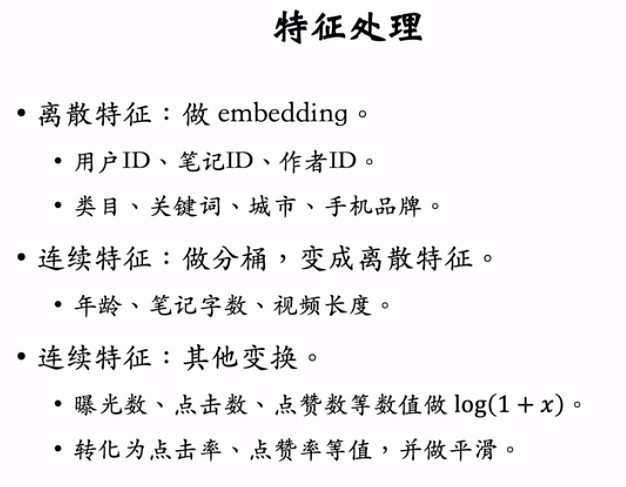 特征处理
• 离散特征：做 embedding。
• 用户ID、笔记ID、作者ID。
• 类目、关键词、城市、手机品牌。
• 连续特征：做分桶，变成离散特征。
• 年龄、笔记字数、视频长度。
• 连续特征：其他变换。
• 曝光数、点击数、点赞数等数值做 log(1 + x)。
• 转化为点击率、点赞率等值，并做平滑。